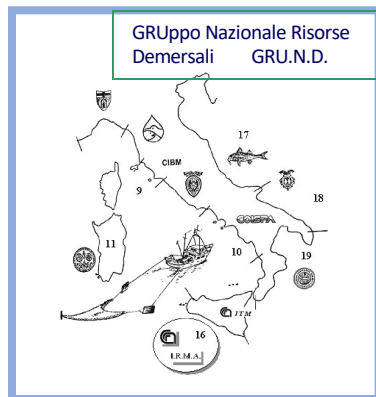 GRUppo Nazionale Risorse
Demersali GRU.N.D.
17
CIBM
9
18
COISPA
11
10
19
ITM
16
I.R.M.A.